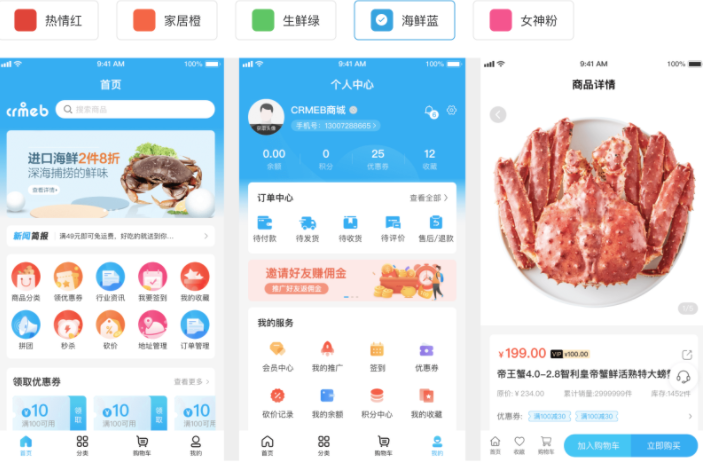 热情红
家居橙
生鲜绿
海鲜蓝
女神粉
9:41 AM
100%
首页
crmeb
搜索商品
进口海鲜2件8折
深海捕捞的鲜味
查看详情
新闻简报
满49元即可免运费，好吃的就送到你…
商品分类
领优惠券
行业资讯
我要签到
我的收藏
拼团
秒杀
砍价
地址管理
订单管理
领取优惠券
查看更多
¥10
满100可用
领取
¥10
满100可用
领取
¥10
满100可用
首页
分类
购物车
我的
9:41 AM
100%
个人中心
CRMEB商城
8
0.00
0
25
12
余额
积分
优惠券
收藏
订单中心
查看全部
待付款
待发货
待收货
待评价
售后/退款
邀请好友赚佣金
推广好友返佣金
我的服务
会员中心
我的推广
签到
优惠券
砍价记录
我的余额
积分中心
我的收藏
首页
分类
购物车
我的
9:41 AM
100%
商品详情
1/5
¥199.00
VIP
¥100.00
帝王蟹4.0-2.8智利皇帝蟹鲜活熟特大螃
原价：¥234.00
累计销量:2999999件
库存:1452件
优惠券:
满100减30
满100减30
首页
收藏
购物车
加入购物车
立即购买